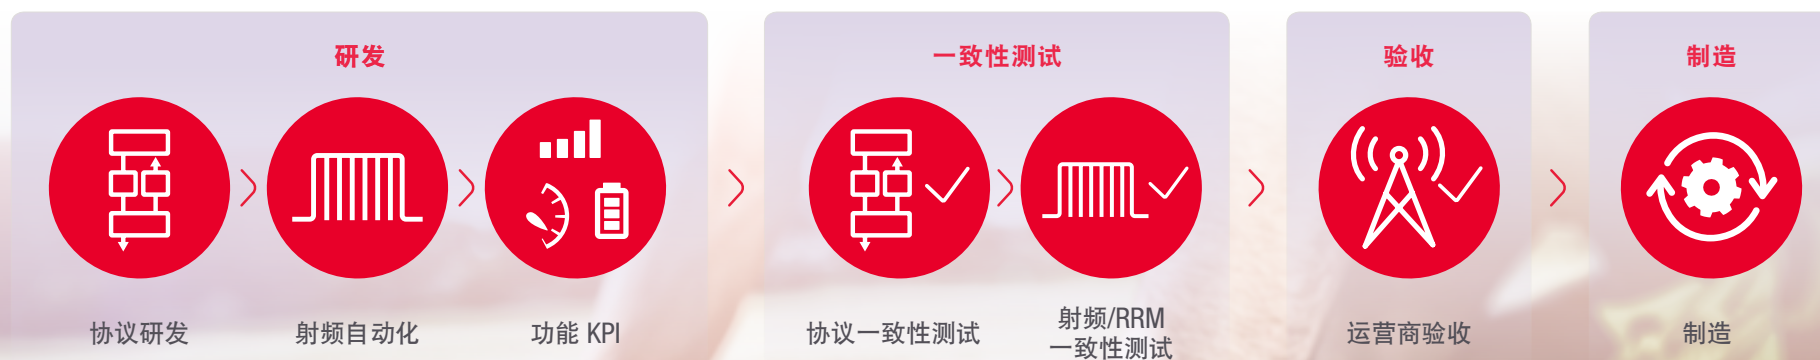 研发
一致性测试
验收
制造
协议研发
射频自动化
功能 KPI
协议一致性测试
射频/RRM
一致性测试
运营商验收
制造